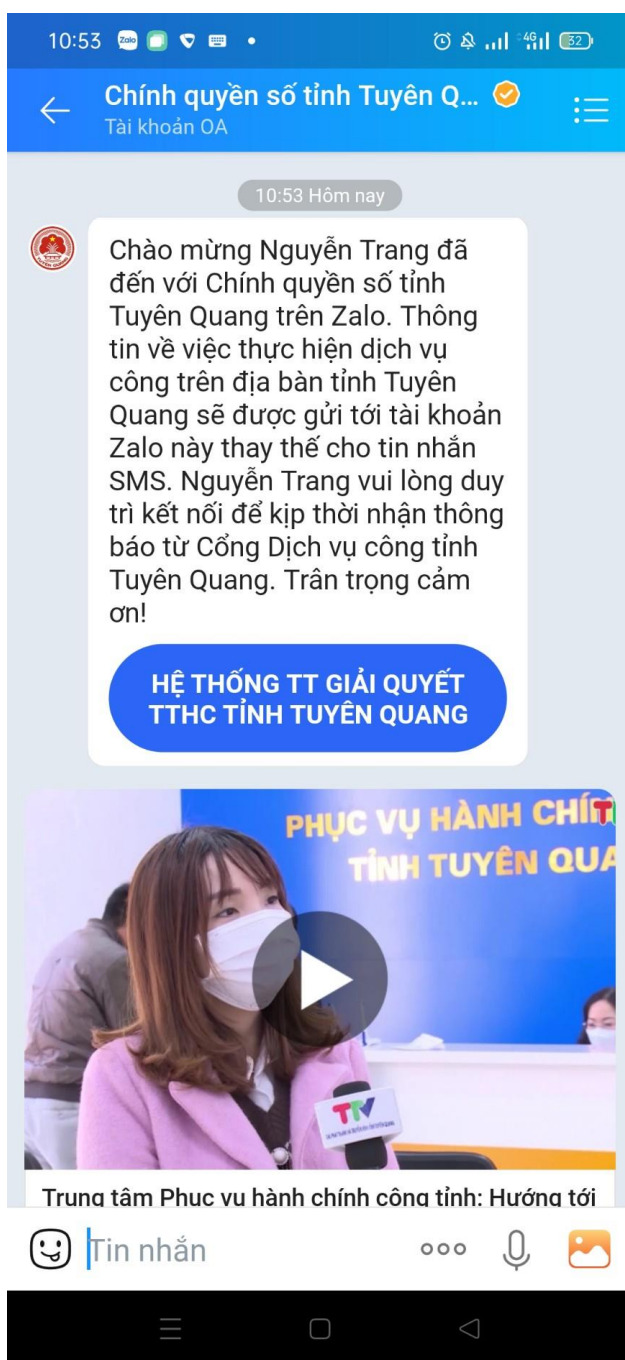 10:53
Zalo
4G
32
Chính quyền số tỉnh Tuyên Q...
Tài khoản OA
10:53 Hôm nay
Chào mừng Nguyễn Trang đã
đến với Chính quyền số tỉnh
Tuyên Quang trên Zalo. Thông
tin về việc thực hiện dịch vụ
công trên địa bàn tỉnh Tuyên
Quang sẽ được gửi tới tài khoản
Zalo này thay thế cho tin nhắn
SMS. Nguyễn Trang vui lòng duy
trì kết nối để kịp thời nhận thông
báo từ Cổng Dịch vụ công tỉnh
Tuyên Quang. Trân trọng cảm
ơn!
HỆ THỐNG TT GIẢI QUYẾT
TTHC TỈNH TUYÊN QUANG
PHỤC VỤ HÀNH CHÍN
TỈNH TUYÊN QUA
TTV
Trung tâm Phục vụ hành chính công tỉnh: Hướng tới
Tin nhắn